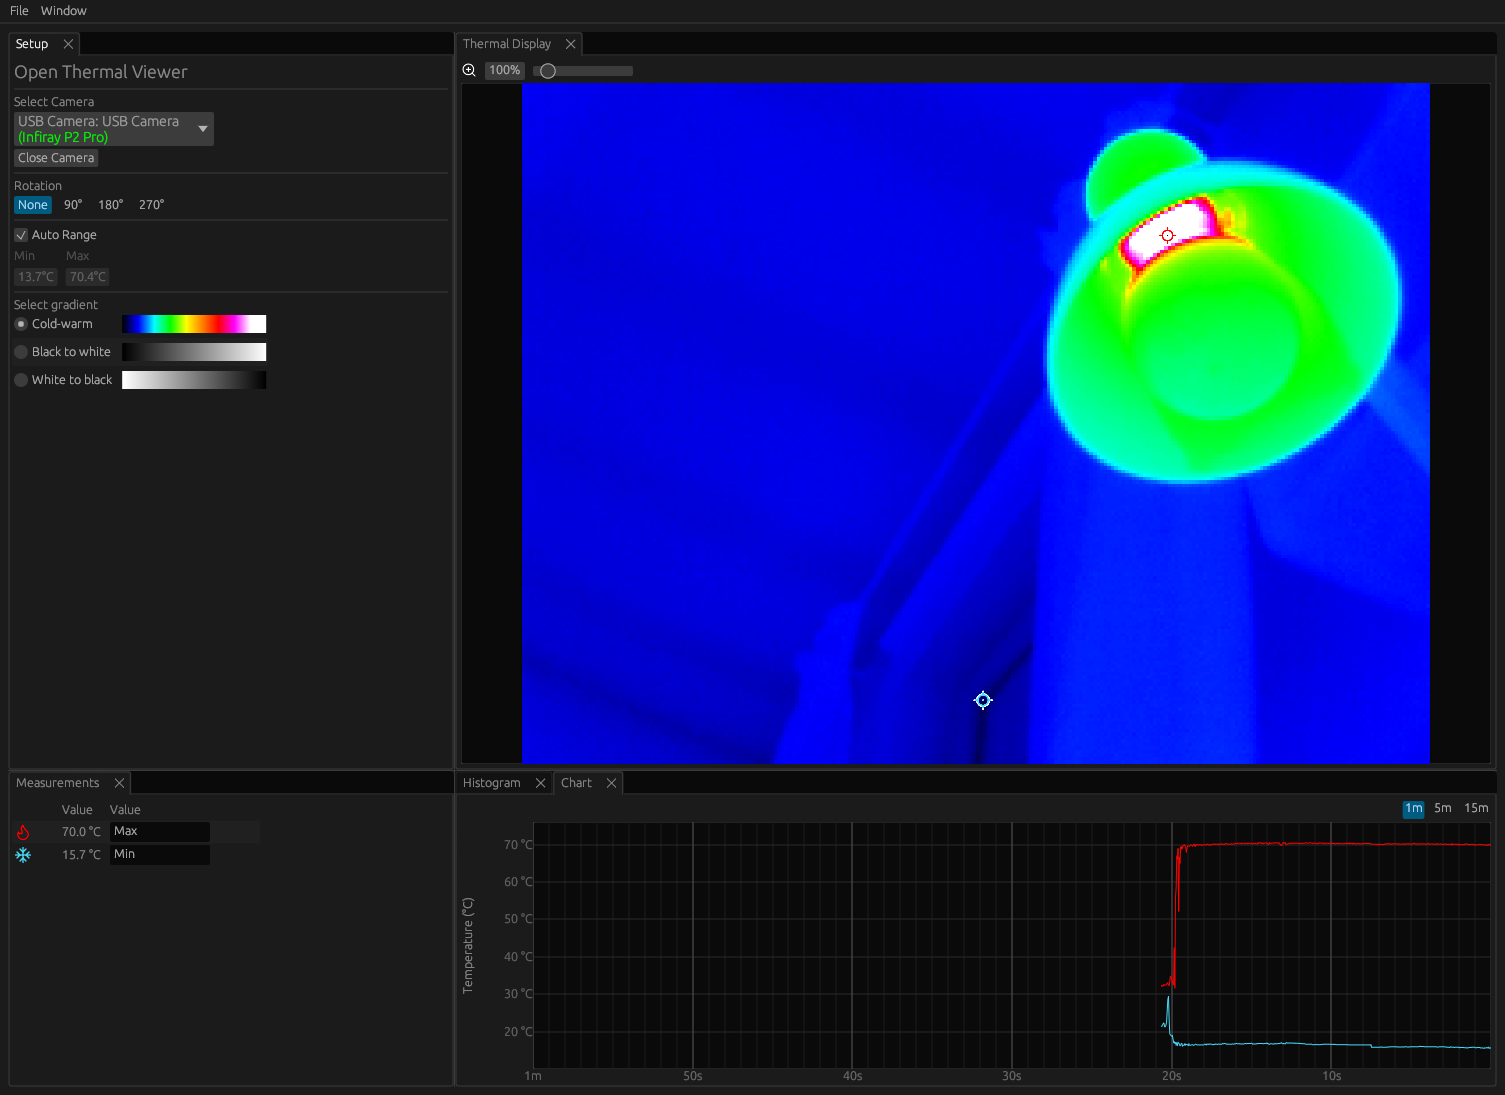 File Window
Setup
Open Thermal Viewer
Select Camera
USB Camera: USB Camera
(Infiray P2 Pro)
Close Camera
Rotation
None 90° 180° 270°
Auto Range
Min Max
13.7°C 70.4°C
Select gradient
Cold-warm
Black to white
White to black
Thermal Display
100%
Measurements
Value Value
70.0 °C Max
15.7 °C Min
Histogram Chart
1m 5m 15m
Temperature (°C)
70 °C
60 °C
50 °C
40 °C
30 °C
20 °C
1m 50s 40s 30s 20s 10s